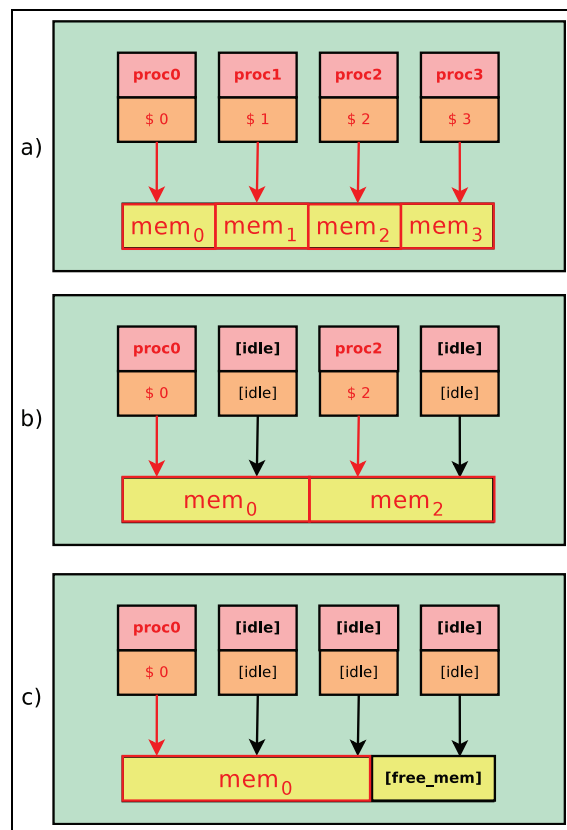 proc0 proc1 proc2 proc3
$ 0 $ 1 $ 2 $ 3
a)
mem0 mem1 mem2 mem3
proc0 [idle] proc2 [idle]
$ 0 [idle] $ 2 [idle]
b)
mem0 mem2
proc0 [idle] [idle] [idle]
$ 0 [idle] [idle] [idle]
c)
mem0 [free_mem]